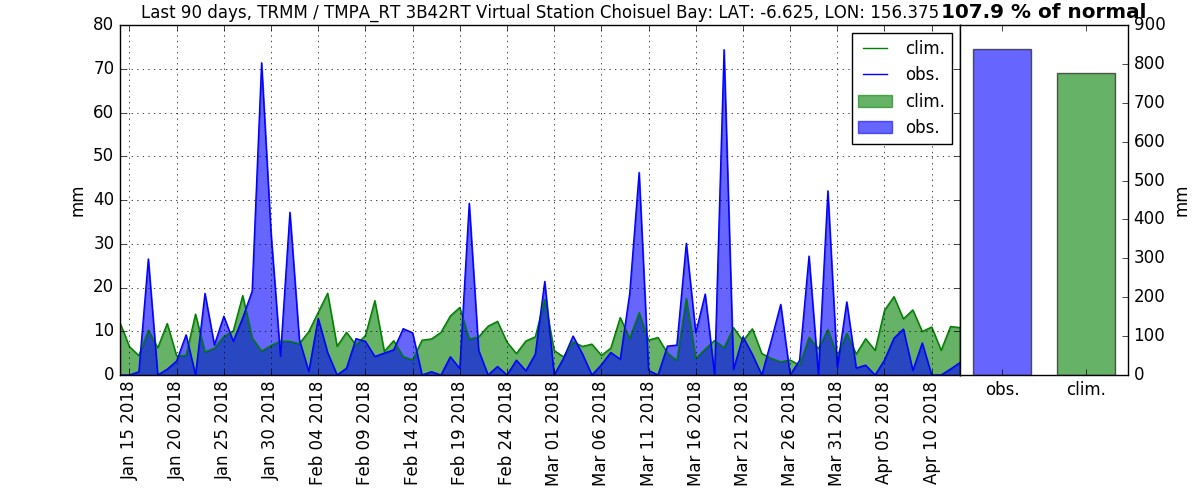 Last 90 days, TRMM / TMPA_RT 3B42RT Virtual Station Choisuel Bay: LAT: -6.625, LON: 156.375
107.9 % of normal
mm
80
70
60
50
40
30
20
10
0
clim.
obs.
clim.
obs.
Jan 15 2018
Jan 20 2018
Jan 25 2018
Jan 30 2018
Feb 04 2018
Feb 09 2018
Feb 14 2018
Feb 19 2018
Feb 24 2018
Mar 01 2018
Mar 06 2018
Mar 11 2018
Mar 16 2018
Mar 21 2018
Mar 26 2018
Mar 31 2018
Apr 05 2018
Apr 10 2018
900
800
700
600
500
400
300
200
100
0
mm
obs.
clim.